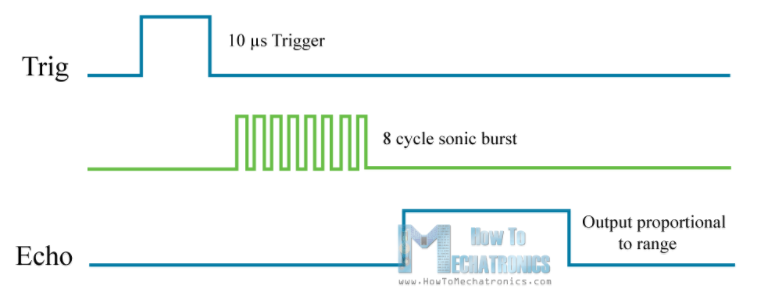 Trig
10 µs Trigger
8 cycle sonic burst
Echo
Output proportional
to range
How To
MECHATRONICS
www.HowToMechatronics.com